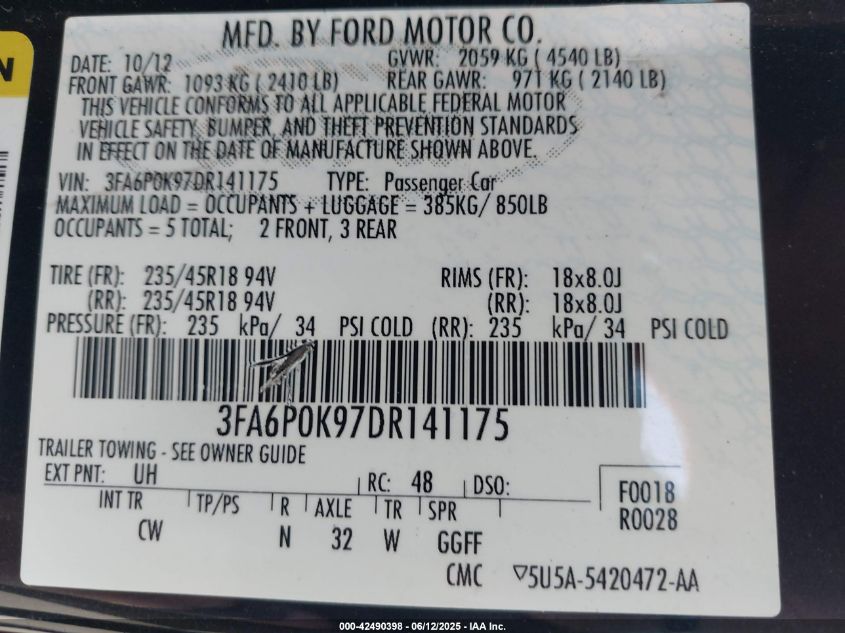 N
MFD. BY FORD MOTOR CO.
DATE: 10/12 GVWR: 2059 KG ( 4540 LB)
FRONT GAWR: 1093 KG ( 2410 LB) REAR GAWR: 971 KG ( 2140 LB)
THIS VEHICLE CONFORMS TO ALL APPLICABLE FEDERAL MOTOR
VEHICLE SAFETY, BUMPER, AND THEFT PREVENTION STANDARDS
IN EFFECT ON THE DATE OF MANUFACTURE SHOWN ABOVE.
VIN: 3FA6P0K97DR141175 TYPE: Passenger Car
MAXIMUM LOAD = OCCUPANTS + LUGGAGE = 385KG/ 850LB
OCCUPANTS = 5 TOTAL; 2 FRONT, 3 REAR
TIRE (FR): 235/45R18 94V RIMS (FR): 18x8.0J
(RR): 235/45R18 94V (RR): 18x8.0J
PRESSURE (FR): 235 kPa/ 34 PSI COLD (RR): 235 kPa/ 34 PSI COLD
3FA6P0K97DR141175
TRAILER TOWING - SEE OWNER GUIDE
EXT PNT: UH RC: 48 DSO:
F0018
R0028
INT TR TP/PS R AXLE TR SPR
CW N 32 W GGFF
CMC ▽5U5A-5420472-AA
000-42490398 - 06/12/2025 - IAA Inc.